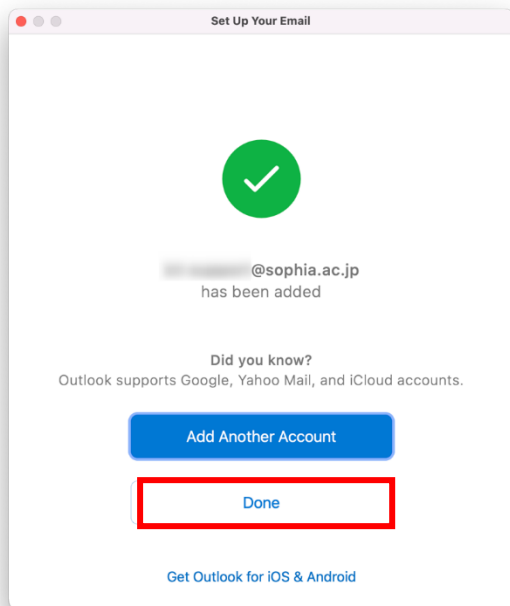 Set Up Your Email
@sophia.ac.jp
has been added
Did you know?
Outlook supports Google, Yahoo Mail, and iCloud accounts.
Add Another Account
Done
Get Outlook for iOS & Android